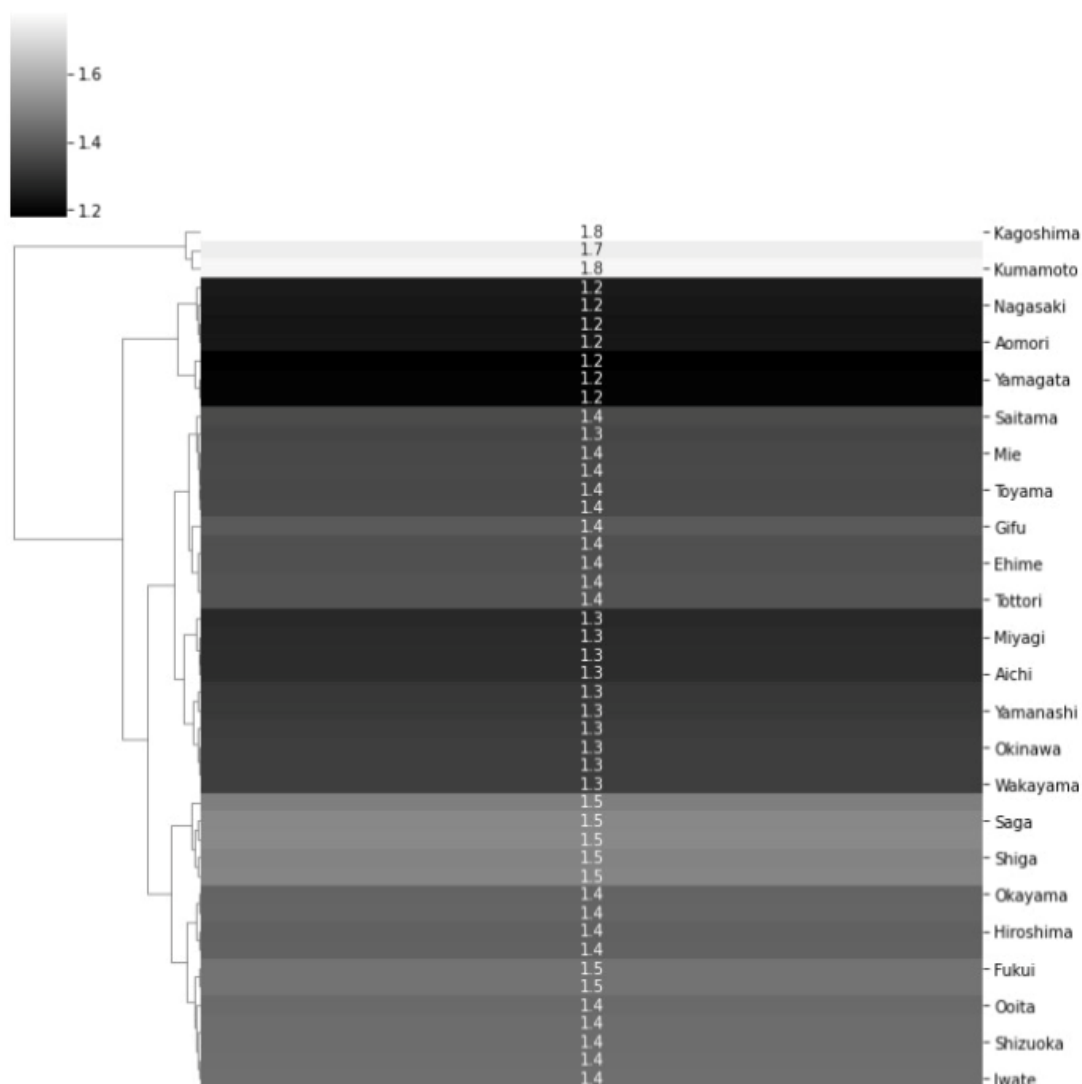 1.6
1.4
1.2
1.8 Kagoshima
1.7
1.8 Kumamoto
1.2
1.2 Nagasaki
1.2
1.2 Aomori
1.2
1.2 Yamagata
1.2
1.4 Saitama
1.3
1.4 Mie
1.4
1.4 Toyama
1.4
1.4 Gifu
1.4
1.4 Ehime
1.4
1.4 Tottori
1.3
1.3 Miyagi
1.3
1.3 Aichi
1.3
1.3 Yamanashi
1.3
1.3 Okinawa
1.3
1.3 Wakayama
1.5
1.5 Saga
1.5
1.5 Shiga
1.5
1.4 Okayama
1.4
1.4 Hiroshima
1.4
1.5 Fukui
1.5
1.4 Ooita
1.4
1.4 Shizuoka
1.4
1.4 Iwate